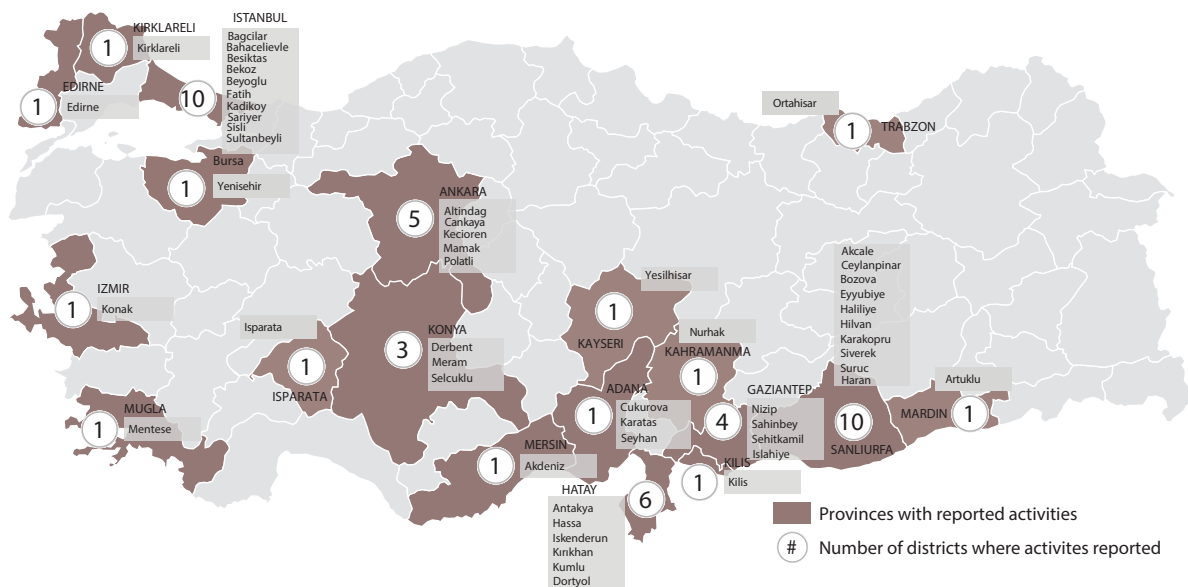 KIRKLARELI
1
Kirklareli
ISTANBUL
10
Bagcilar
Bahacelievle
Besiktas
Bekoz
Beyoglu
Fatih
Kadikoy
Sariyer
Sisli
Sultanbeyli
EDIRNE
1
Edirne
Bursa
1
Yenisehir
Ortahisar
1
TRABZON
ANKARA
5
Altindag
Cankaya
Kecioren
Mamak
Polatli
IZMIR
1
Konak
Isparata
1
ISPARATA
KONYA
3
Derbent
Meram
Selcuklu
Yesilhisar
1
KAYSERI
Nurhak
KAHRAMANMA
1
Akcale
Ceylanpinar
Bozova
Eyyubiye
Haliliye
Hilvan
Karakopru
Siverek
Suruc
Haran
10
SANLIURFA
Artuklu
MARDIN
1
MUGLA
1
Mentese
ADANA
1
Cukurova
Karatas
Seyhan
GAZIANTEP
4
Nizip
Sahinbey
Sehitkamil
Islahiye
MERSIN
1
Akdeniz
KILIS
1
Kilis
HATAY
6
Antakya
Hassa
Iskenderun
Kırıkhan
Kumlu
Dortyol
Provinces with reported activities
# Number of districts where activites reported